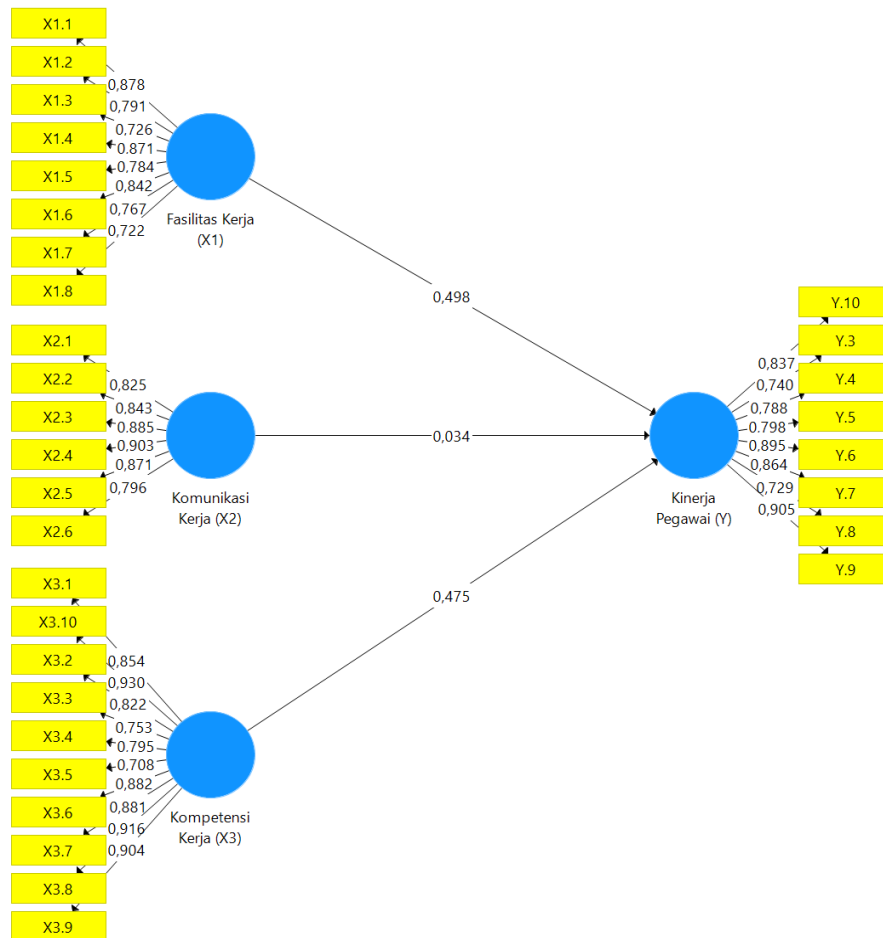 X1.1
X1.2
X1.3
X1.4
X1.5
X1.6
X1.7
X1.8
0,878
0,791
0,726
0,871
0,784
0,842
0,767
0,722
Fasilitas Kerja
(X1)
0,498
X2.1
X2.2
X2.3
X2.4
X2.5
X2.6
0,825
0,843
0,885
0,903
0,871
0,796
Komunikasi
Kerja (X2)
0,034
X3.1
X3.10
X3.2
X3.3
X3.4
X3.5
X3.6
X3.7
X3.8
X3.9
0,854
0,930
0,822
0,753
0,795
0,708
0,882
0,881
0,916
0,904
Kompetensi
Kerja (X3)
0,475
Kinerja
Pegawai (Y)
0,837
0,740
0,788
0,798
0,895
0,864
0,729
0,905
Y.10
Y.3
Y.4
Y.5
Y.6
Y.7
Y.8
Y.9